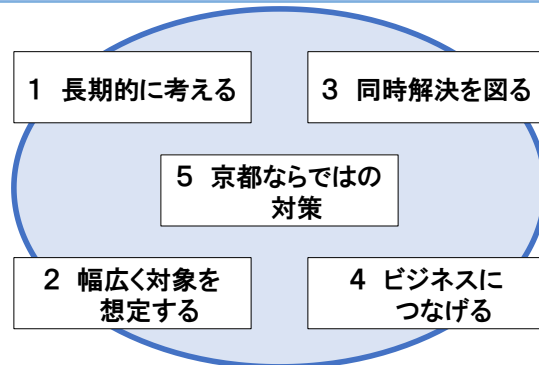 1 長期的に考える
3 同時解決を図る
5 京都ならではの
対策
2 幅広く対象を
想定する
4 ビジネスに
つなげる